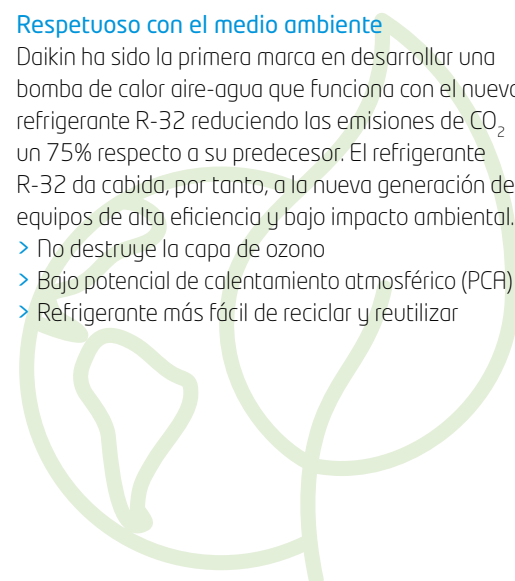 Respetuoso con el medio ambiente
Daikin ha sido la primera marca en desarrollar una
bomba de calor aire-agua que funciona con el nuevo
refrigerante R-32 reduciendo las emisiones de CO₂
un 75% respecto a su predecesor. El refrigerante
R-32 da cabida, por tanto, a la nueva generación de
equipos de alta eficiencia y bajo impacto ambiental.
> No destruye la capa de ozono
> Bajo potencial de calentamiento atmosférico (PCA)
> Refrigerante más fácil de reciclar y reutilizar